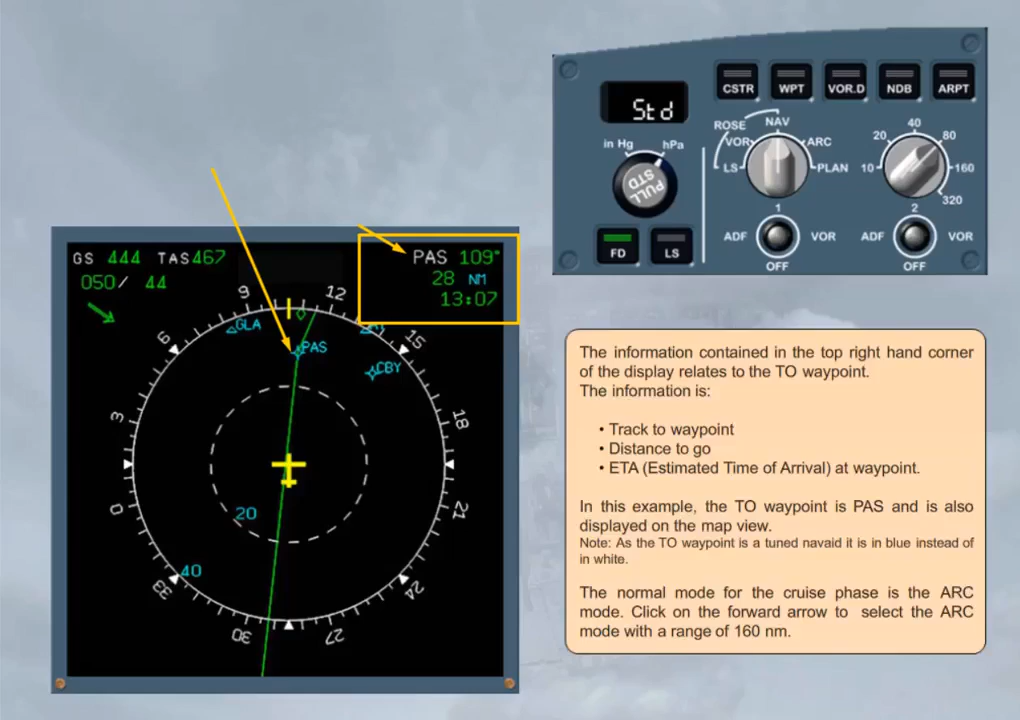 Std
in Hg
hPa
PULL
STD
FD
LS
CSTR
WPT
VOR.D
NDB
ARPT
ROSE
NAV
VOR
ARC
LS
PLAN
40
20
80
10
160
320
1
ADF
VOR
OFF
2
ADF
VOR
OFF
GS 444 TAS467
050/ 44
PAS 109°
28 NM
13:07
9
12
6
15
3
18
0
21
33
24
30
27
GLA
PAS
CBY
20
40
The information contained in the top right hand corner
of the display relates to the TO waypoint.
The information is:
• Track to waypoint
• Distance to go
• ETA (Estimated Time of Arrival) at waypoint.
In this example, the TO waypoint is PAS and is also
displayed on the map view.
Note: As the TO waypoint is a tuned navaid it is in blue instead of
in white.
The normal mode for the cruise phase is the ARC
mode. Click on the forward arrow to select the ARC
mode with a range of 160 nm.